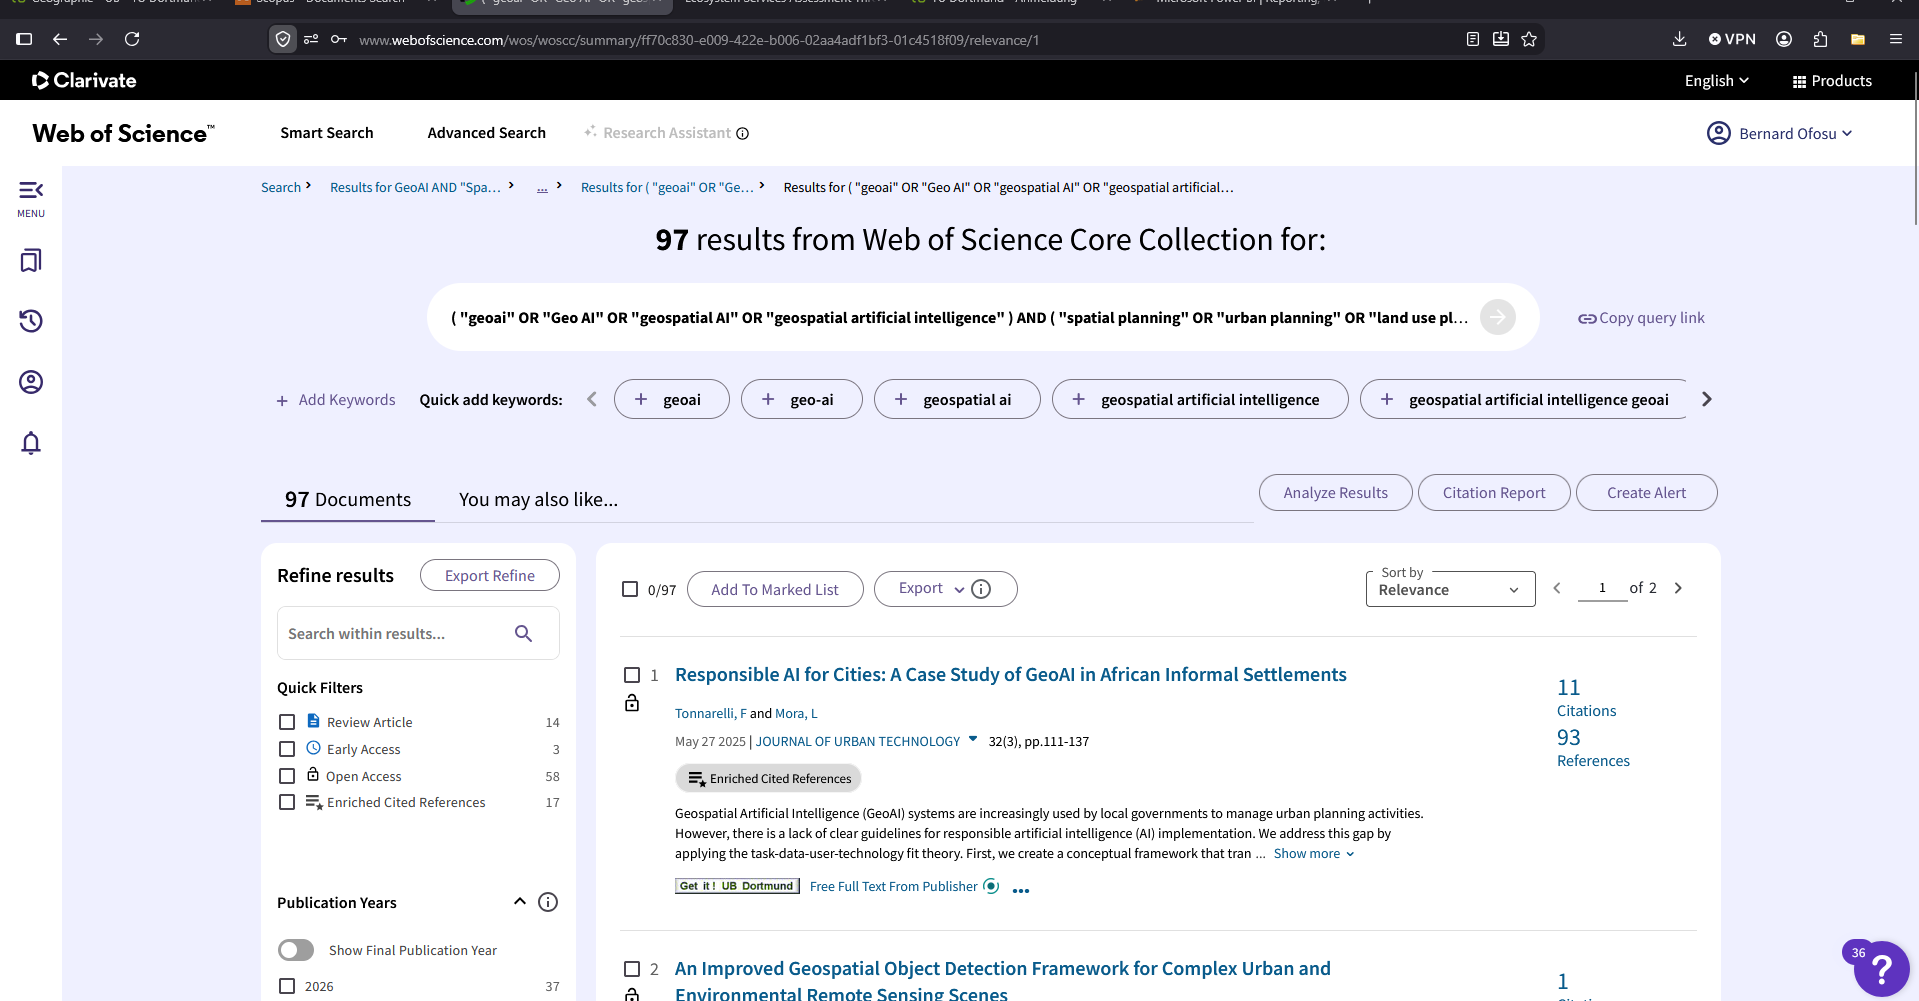 www.webofscience.com/wos/woscc/summary/ff70c830-e009-422e-b006-02aa4adf1bf3-01c4518f09/relevance/1
VPN
Clarivate
English
Products
Web of Science™
Smart Search
Advanced Search
Research Assistant
Bernard Ofosu
MENU
Search
Results for GeoAI AND "Spa...
...
Results for ( "geoai" OR "Ge...
Results for ( "geoai" OR "Geo AI" OR "geospatial AI" OR "geospatial artificial...
97 results from Web of Science Core Collection for:
( "geoai" OR "Geo AI" OR "geospatial AI" OR "geospatial artificial intelligence" ) AND ( "spatial planning" OR "urban planning" OR "land use pl...
Copy query link
+ Add Keywords
Quick add keywords:
+ geoai
+ geo-ai
+ geospatial ai
+ geospatial artificial intelligence
+ geospatial artificial intelligence geoai
97 Documents
You may also like...
Analyze Results
Citation Report
Create Alert
Refine results
Export Refine
Search within results...
Quick Filters
Review Article 14
Early Access 3
Open Access 58
Enriched Cited References 17
Publication Years
Show Final Publication Year
2026 37
0/97
Add To Marked List
Export
Sort by
Relevance
1 of 2
1
Responsible AI for Cities: A Case Study of GeoAI in African Informal Settlements
Tonnarelli, F and Mora, L
May 27 2025 | JOURNAL OF URBAN TECHNOLOGY 32(3), pp.111-137
Enriched Cited References
Geospatial Artificial Intelligence (GeoAI) systems are increasingly used by local governments to manage urban planning activities.
However, there is a lack of clear guidelines for responsible artificial intelligence (AI) implementation. We address this gap by
applying the task-data-user-technology fit theory. First, we create a conceptual framework that tran ... Show more
Get it! UB Dortmund
Free Full Text From Publisher
...
11
Citations
93
References
2
An Improved Geospatial Object Detection Framework for Complex Urban and
Environmental Remote Sensing Scenes
1
36
?